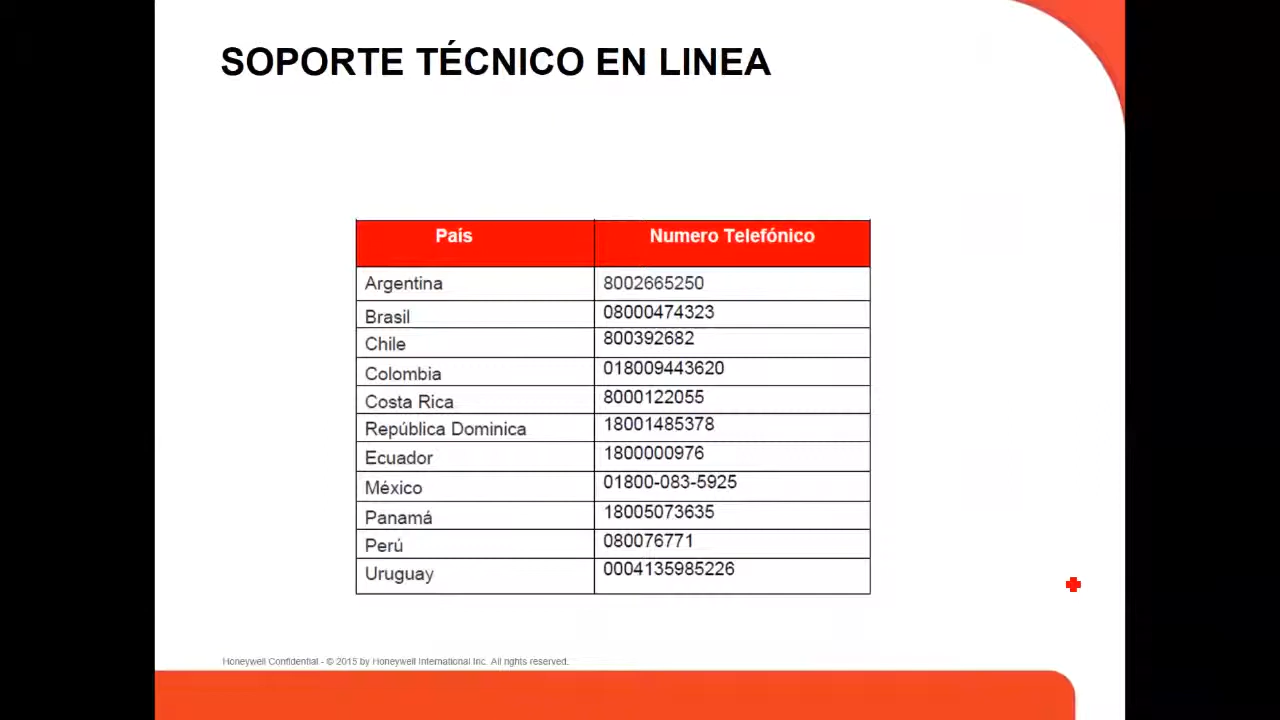 SOPORTE TÉCNICO EN LINEA
País Numero Telefónico
Argentina 8002665250
Brasil 08000474323
Chile 800392682
Colombia 018009443620
Costa Rica 8000122055
República Dominica 18001485378
Ecuador 1800000976
México 01800-083-5925
Panamá 18005073635
Perú 080076771
Uruguay 0004135985226
Honeywell Confidential - © 2015 by Honeywell International Inc. All rights reserved.